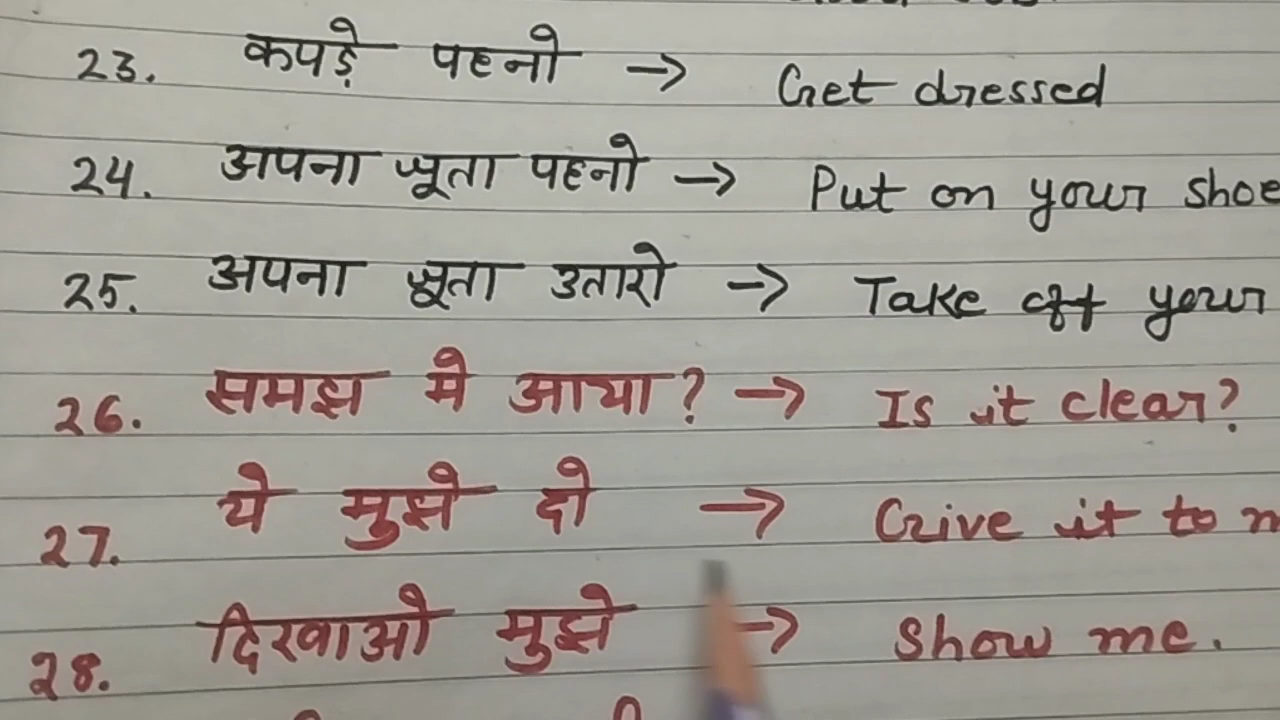 23. कपड़े पहनो → Get dressed
24. अपना जूता पहनो → Put on your shoe
25. अपना जूता उतारो → Take off your
26. समझ मे आया? → Is it clear?
27. ये मुझे दो → Give it to
28. दिखाओ मुझे → Show me.